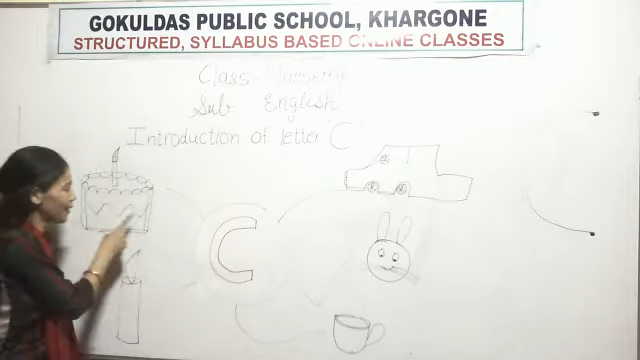 GOKULDAS PUBLIC SCHOOL, KHARGONE
STRUCTURED, SYLLABUS BASED ONLINE CLASSES
Class - Nursery
Sub English
Introduction of letter 'C'
C